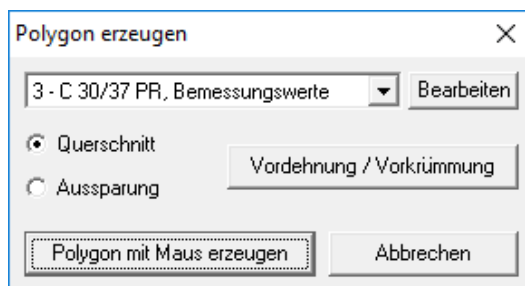 Polygon erzeugen
3 - C 30/37 PR, Bemessungswerte
Bearbeiten
Querschnitt
Aussparung
Vordehnung / Vorkrümmung
Polygon mit Maus erzeugen
Abbrechen